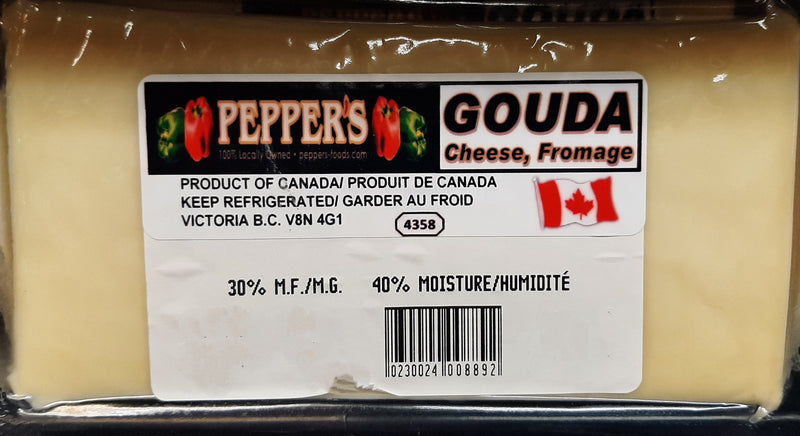 PEPPER'S
100% Locally Owned • peppers-foods.com
GOUDA
Cheese, Fromage
PRODUCT OF CANADA/ PRODUIT DE CANADA
KEEP REFRIGERATED/ GARDER AU FROID
VICTORIA B.C. V8N 4G1
4358
30% M.F./M.G. 40% MOISTURE/HUMIDITÉ
0230024 008892